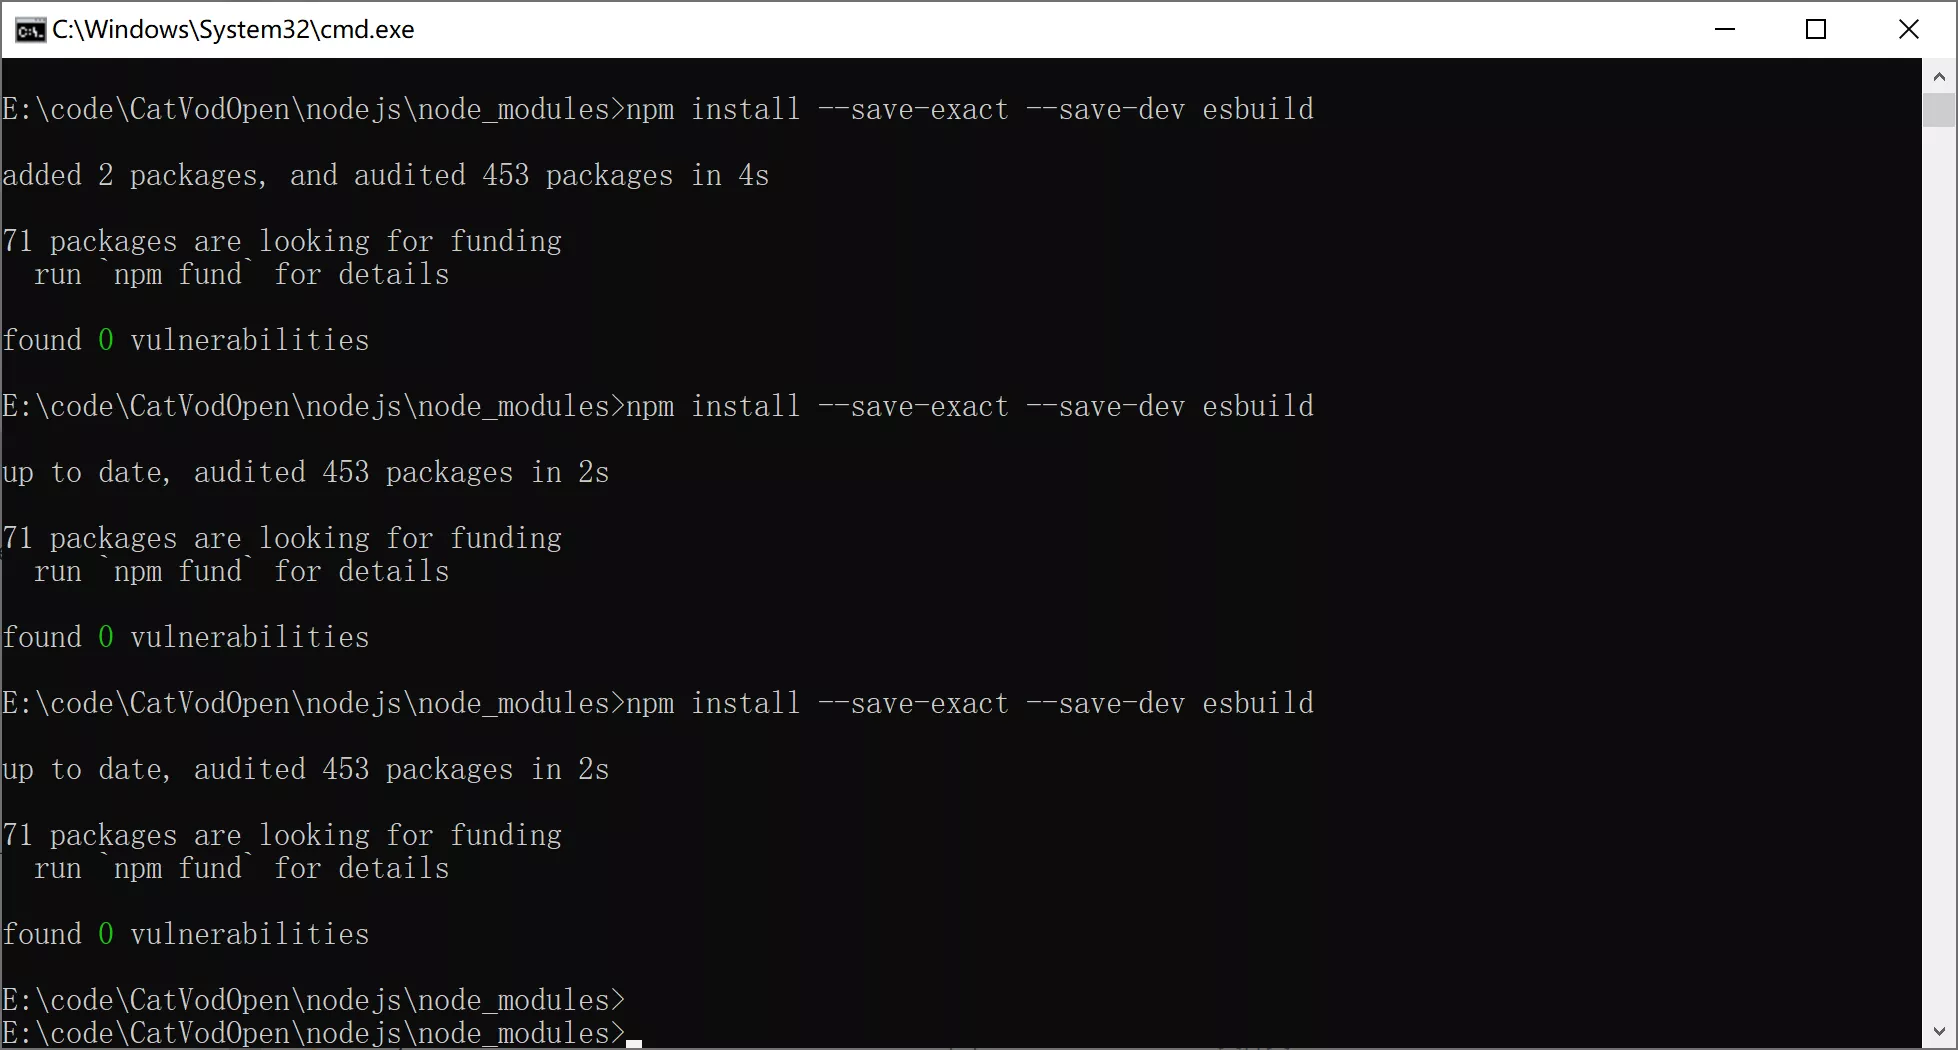 C:\Windows\System32\cmd.exe
E:\code\CatVodOpen\nodejs\node_modules>npm install --save-exact --save-dev esbuild
added 2 packages, and audited 453 packages in 4s
71 packages are looking for funding
  run `npm fund` for details
found 0 vulnerabilities
E:\code\CatVodOpen\nodejs\node_modules>npm install --save-exact --save-dev esbuild
up to date, audited 453 packages in 2s
71 packages are looking for funding
  run `npm fund` for details
found 0 vulnerabilities
E:\code\CatVodOpen\nodejs\node_modules>npm install --save-exact --save-dev esbuild
up to date, audited 453 packages in 2s
71 packages are looking for funding
  run `npm fund` for details
found 0 vulnerabilities
E:\code\CatVodOpen\nodejs\node_modules>
E:\code\CatVodOpen\nodejs\node_modules>